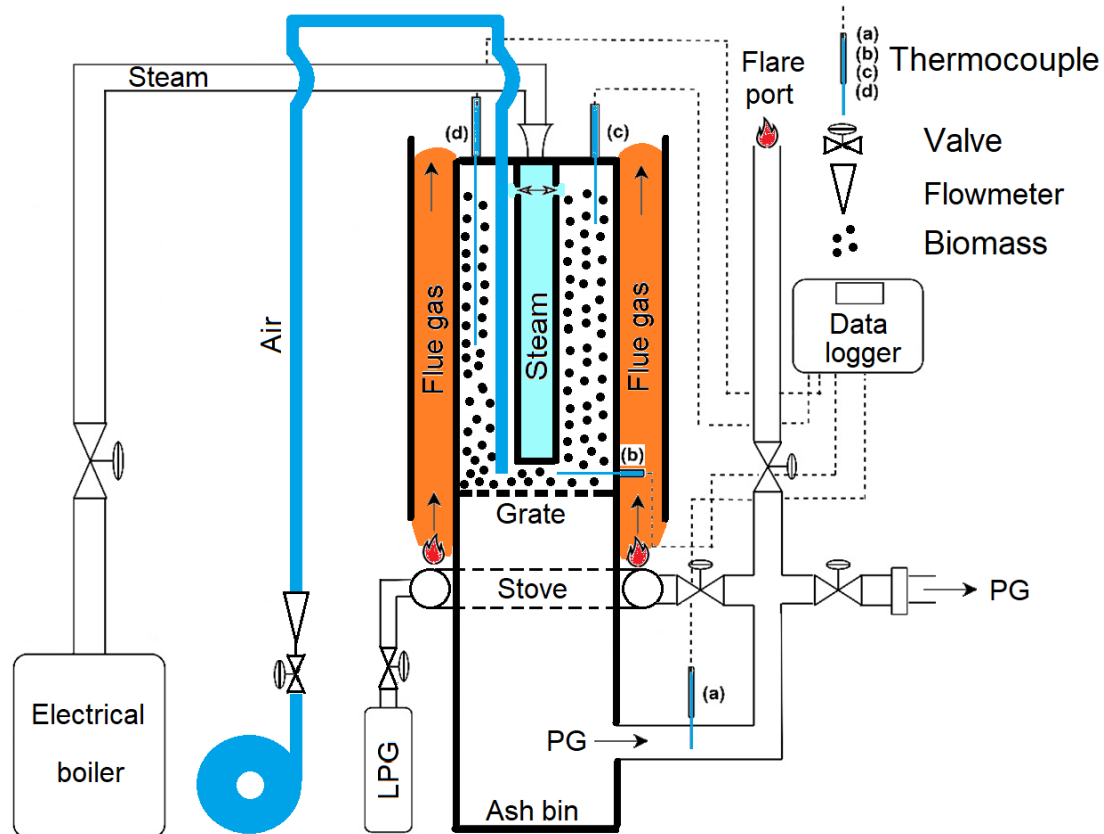 Steam
Flare
port
(a)
(b)
(c)
(d)
Thermocouple
Valve
Flowmeter
Biomass
(d)
(c)
Air
Flue gas
Steam
Flue gas
Data
logger
(b)
Grate
Stove
PG
(a)
PG
Electrical
boiler
LPG
Ash bin